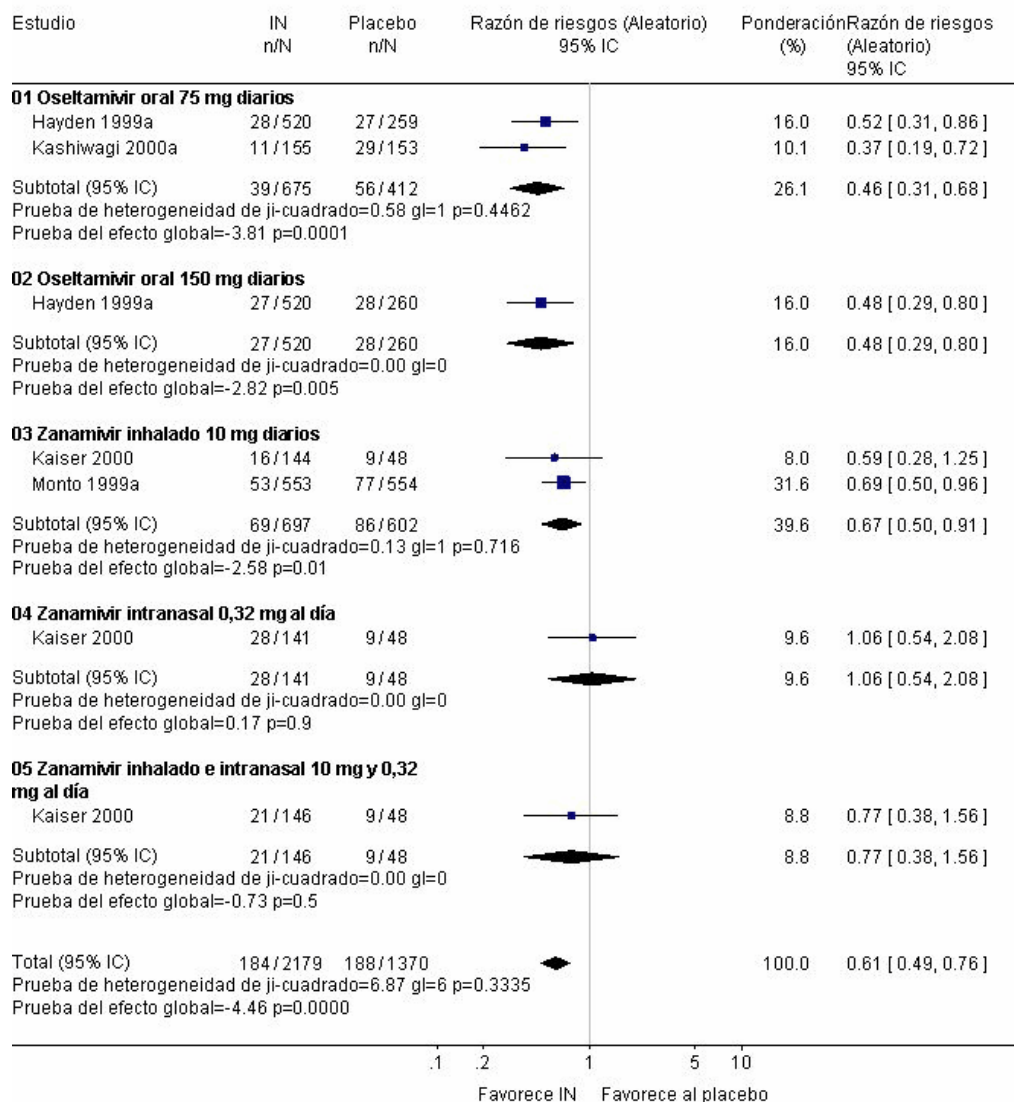 Estudio IN Placebo Razón de riesgos (Aleatorio) Ponderación Razón de riesgos
n/N n/N 95% IC (%) (Aleatorio)
95% IC
01 Oseltamivir oral 75 mg diarios
Hayden 1999a 28/520 27/259 16.0 0.52 [ 0.31, 0.86 ]
Kashiwagi 2000a 11/155 29/153 10.1 0.37 [ 0.19, 0.72 ]
Subtotal (95% IC) 39/675 56/412 26.1 0.46 [ 0.31, 0.68 ]
Prueba de heterogeneidad de ji-cuadrado=0.58 gl=1 p=0.4462
Prueba del efecto global=-3.81 p=0.0001
02 Oseltamivir oral 150 mg diarios
Hayden 1999a 27/520 28/260 16.0 0.48 [ 0.29, 0.80 ]
Subtotal (95% IC) 27/520 28/260 16.0 0.48 [ 0.29, 0.80 ]
Prueba de heterogeneidad de ji-cuadrado=0.00 gl=0
Prueba del efecto global=-2.82 p=0.005
03 Zanamivir inhalado 10 mg diarios
Kaiser 2000 16/144 9/48 8.0 0.59 [ 0.28, 1.25 ]
Monto 1999a 53/553 77/554 31.6 0.69 [ 0.50, 0.96 ]
Subtotal (95% IC) 69/697 86/602 39.6 0.67 [ 0.50, 0.91 ]
Prueba de heterogeneidad de ji-cuadrado=0.13 gl=1 p=0.716
Prueba del efecto global=-2.58 p=0.01
04 Zanamivir intranasal 0,32 mg al día
Kaiser 2000 28/141 9/48 9.6 1.06 [ 0.54, 2.08 ]
Subtotal (95% IC) 28/141 9/48 9.6 1.06 [ 0.54, 2.08 ]
Prueba de heterogeneidad de ji-cuadrado=0.00 gl=0
Prueba del efecto global=0.17 p=0.9
05 Zanamivir inhalado e intranasal 10 mg y 0,32
mg al día
Kaiser 2000 21/146 9/48 8.8 0.77 [ 0.38, 1.56 ]
Subtotal (95% IC) 21/146 9/48 8.8 0.77 [ 0.38, 1.56 ]
Prueba de heterogeneidad de ji-cuadrado=0.00 gl=0
Prueba del efecto global=-0.73 p=0.5
Total (95% IC) 184/2179 188/1370 100.0 0.61 [ 0.49, 0.76 ]
Prueba de heterogeneidad de ji-cuadrado=6.87 gl=6 p=0.3335
Prueba del efecto global=-4.46 p=0.0000
.1 .2 1 5 10
Favorece IN Favorece al placebo